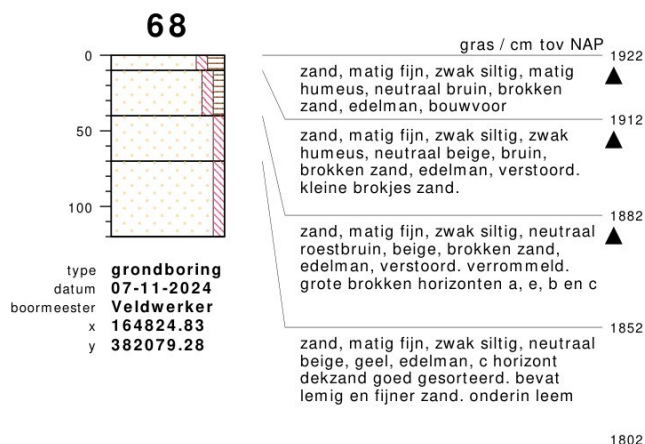 68
gras / cm tov NAP
0
1922
zand, matig fijn, zwak siltig, matig
humeus, neutraal bruin, brokken
zand, edelman, bouwvoor
1912
50
zand, matig fijn, zwak siltig, zwak
humeus, neutraal beige, bruin,
brokken zand, edelman, verstoord.
kleine brokjes zand.
100
1882
zand, matig fijn, zwak siltig, neutraal
roestbruin, beige, brokken zand,
edelman, verstoord. verrommeld.
grote brokken horizonten a, e, b en c
type grondboring
datum 07-11-2024
boormeester Veldwerker
x 164824.83
y 382079.28
1852
zand, matig fijn, zwak siltig, neutraal
beige, geel, edelman, c horizont
dekzand goed gesorteerd. bevat
lemig en fijner zand. onderin leem
1802